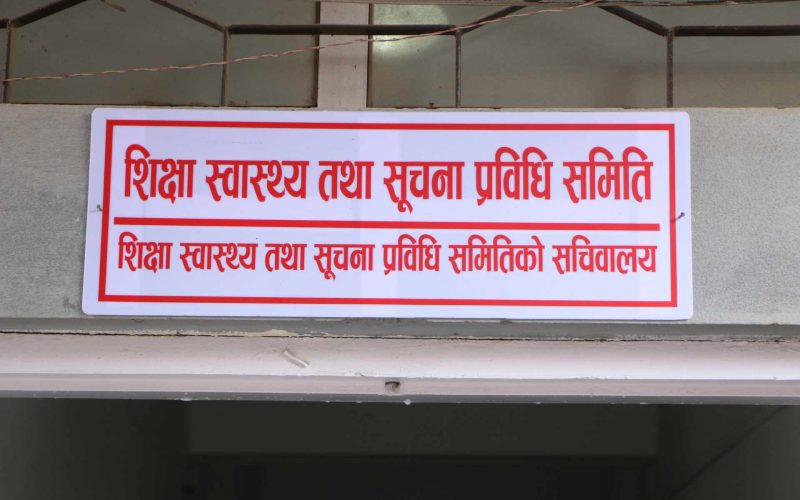 शिक्षा स्वास्थ्य तथा सूचना प्रविधि समिति
शिक्षा स्वास्थ्य तथा सूचना प्रविधि समितिको सचिवालय